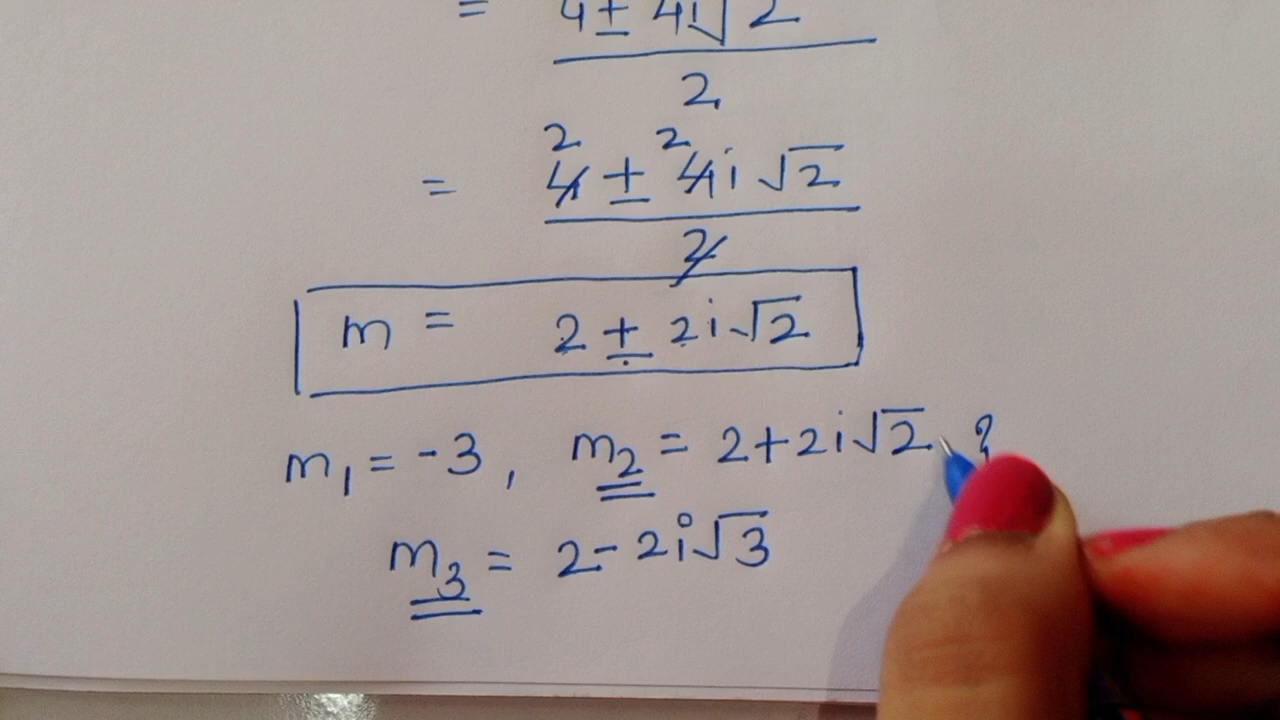 = 4 ± 4i√2
2
2 2
= 4 ± 4i √2
2
m = 2 ± 2i√2
m₁ = -3 , m₂ = 2+2i√2 &
m₃ = 2-2i√3